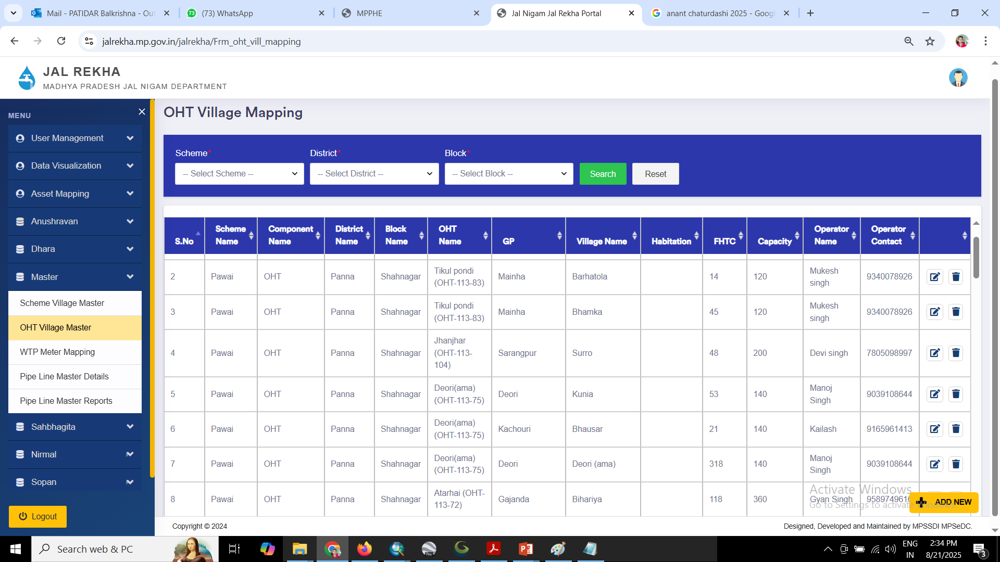 Mail - PATIDAR Balkrishna - Out
(73) WhatsApp
MPPHE
Jal Nigam Jal Rekha Portal
anant chaturdashi 2025 - Googl
jalrekha.mp.gov.in/jalrekha/Frm_oht_vill_mapping
JAL REKHA
MADHYA PRADESH JAL NIGAM DEPARTMENT
MENU
User Management
Data Visualization
Asset Mapping
Anushravan
Dhara
Master
Scheme Village Master
OHT Village Master
WTP Meter Mapping
Pipe Line Master Details
Pipe Line Master Reports
Sahbhagita
Nirmal
Sopan
Logout
OHT Village Mapping
Scheme* District* Block*
-- Select Scheme -- -- Select District -- -- Select Block -- Search Reset
S.No Scheme Name Component Name District Name Block Name OHT Name GP Village Name Habitation FHTC Capacity Operator Name Operator Contact
2 Pawai OHT Panna Shahnagar Tikul pondi (OHT-113-83) Mainha Barhatola 14 120 Mukesh singh 9340078926
3 Pawai OHT Panna Shahnagar Tikul pondi (OHT-113-83) Mainha Bhamka 45 120 Mukesh singh 9340078926
4 Pawai OHT Panna Shahnagar Jhanjhar (OHT-113-104) Sarangpur Surro 48 200 Devi singh 7805098997
5 Pawai OHT Panna Shahnagar Deori(ama) (OHT-113-75) Deori Kunia 53 140 Manoj Singh 9039108644
6 Pawai OHT Panna Shahnagar Deori(ama) (OHT-113-75) Kachouri Bhausar 21 140 Kailash 9165961413
7 Pawai OHT Panna Shahnagar Deori(ama) (OHT-113-75) Deori Deori (ama) 318 140 Manoj Singh 9039108644
8 Pawai OHT Panna Shahnagar Atarhai (OHT-113-72) Gajanda Bihariya 118 360 Gyan Singh 958974961
Activate Windows
Go to Settings to activate Windows.
ADD NEW
Copyright © 2024
Designed, Developed and Maintained by MPSSDI MPSeDC.
Search web & PC
ENG
IN
2:34 PM
8/21/2025
3